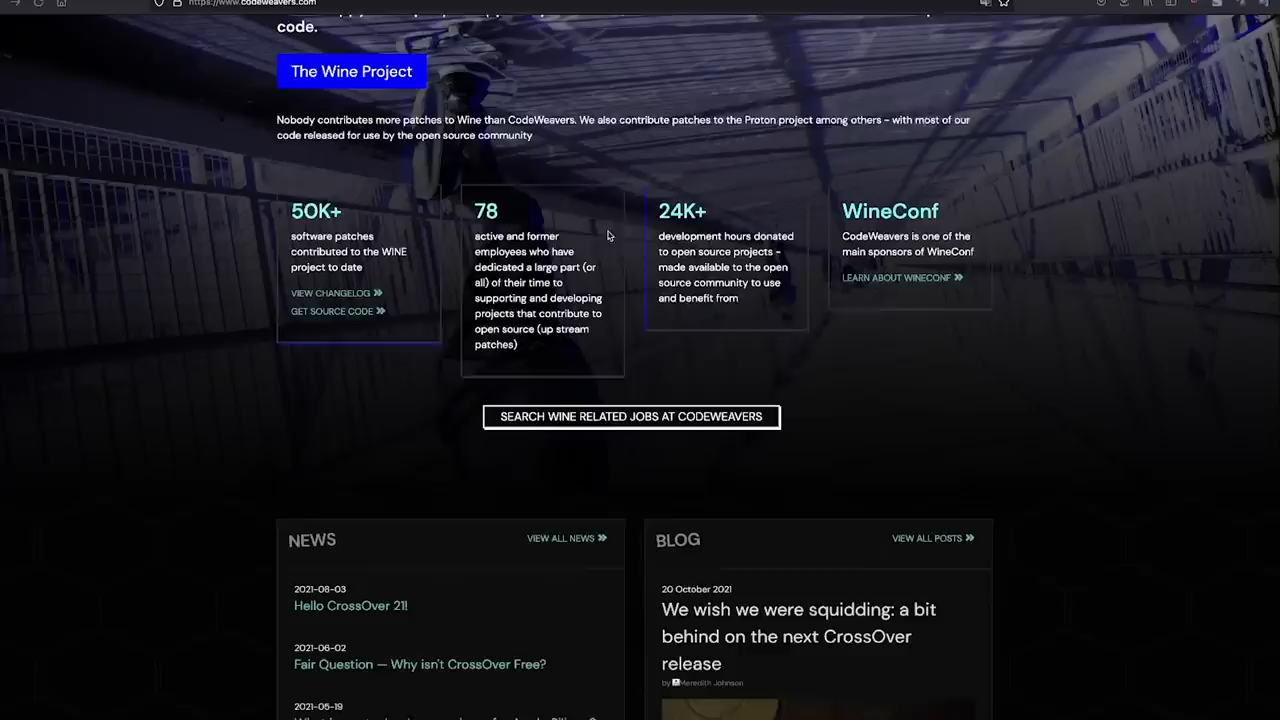 https://www.codeweavers.com
code.
The Wine Project
Nobody contributes more patches to Wine than CodeWeavers. We also contribute patches to the Proton project among others – with most of our
code released for use by the open source community
50K+
software patches
contributed to the WINE
project to date
VIEW CHANGELOG »
GET SOURCE CODE »
78
active and former
employees who have
dedicated a large part (or
all) of their time to
supporting and developing
projects that contribute to
open source (up stream
patches)
24K+
development hours donated
to open source projects -
made available to the open
source community to use
and benefit from
WineConf
CodeWeavers is one of the
main sponsors of WineConf
LEARN ABOUT WINECONF »
SEARCH WINE RELATED JOBS AT CODEWEAVERS
NEWS
VIEW ALL NEWS »
2021-08-03
Hello CrossOver 21!
2021-06-02
Fair Question — Why isn't CrossOver Free?
2021-05-19
BLOG
VIEW ALL POSTS »
20 October 2021
We wish we were squidding: a bit
behind on the next CrossOver
release
by Meredith Johnson